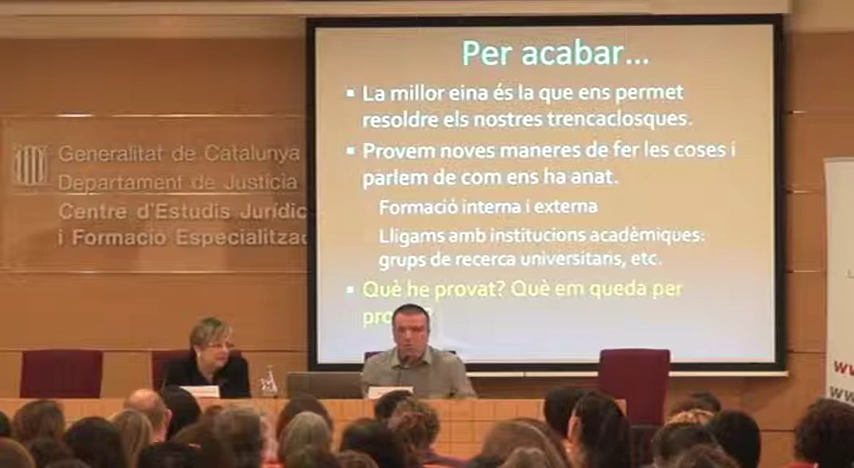 Per acabar...
La millor eina és la que ens permet
resoldre els nostres trencaclosques.
Provem noves maneres de fer les coses i
parlem de com ens ha anat.
Formació interna i externa
Lligams amb institucions acadèmiques:
grups de recerca universitaris, etc.
Què he provat? Què em queda per
Generalitat de Catalunya
Departament de Justícia
Centre d'Estudis Jurídic
i Formació Especialitzac